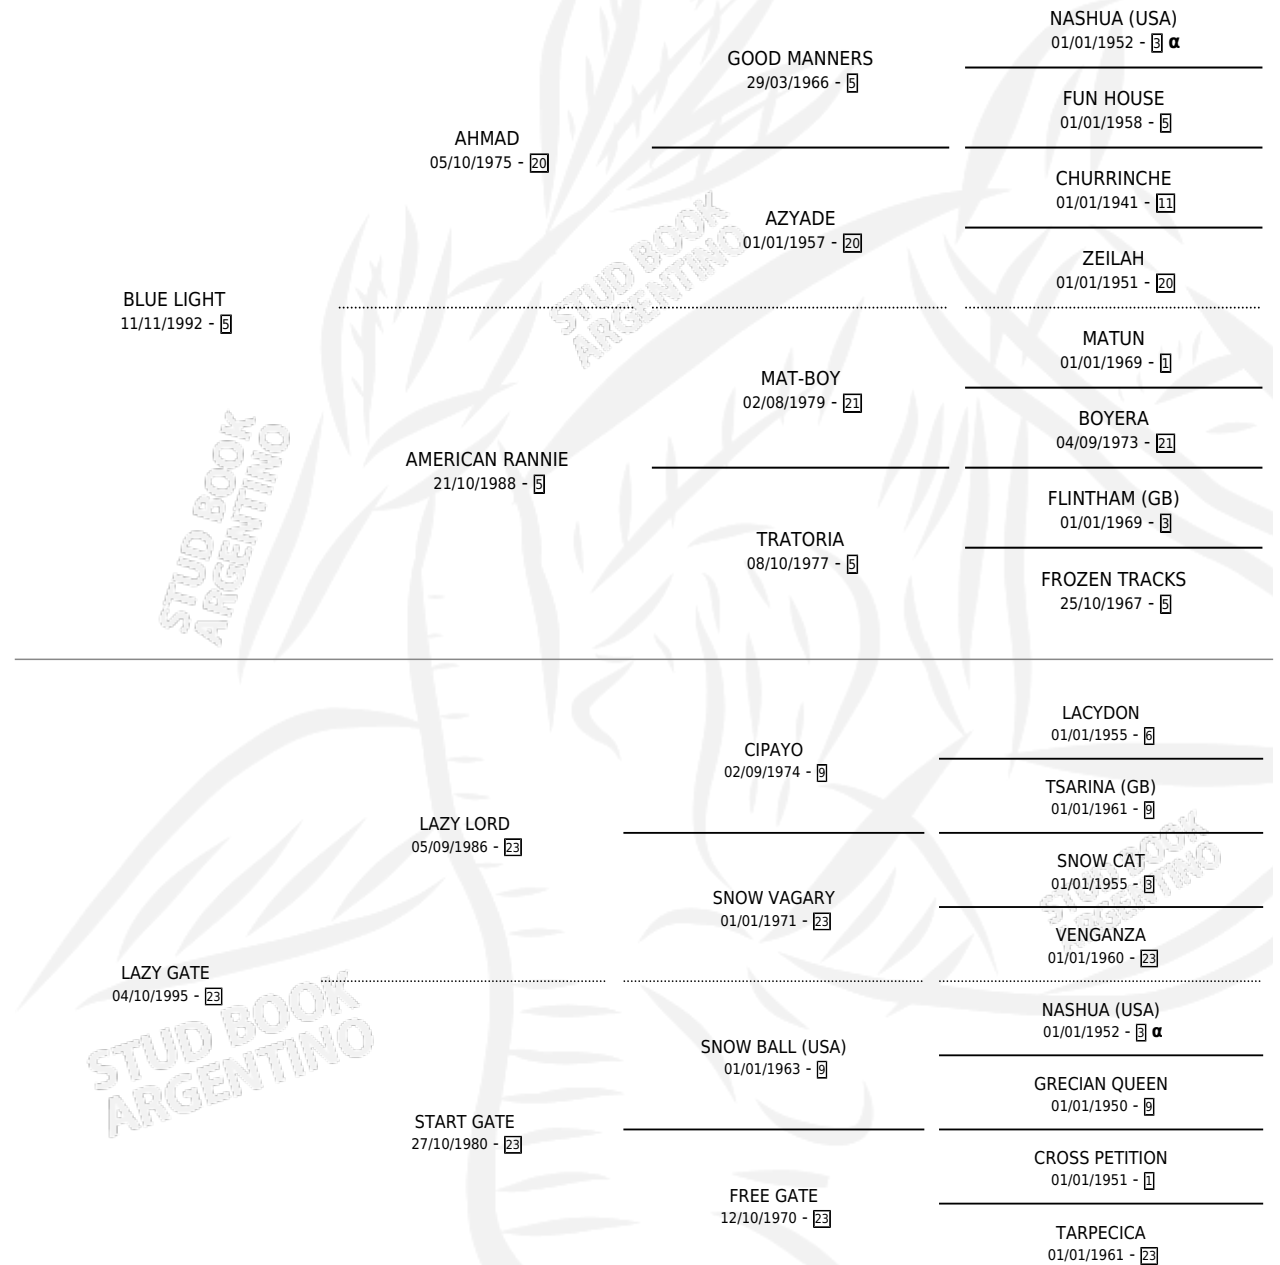 NASHUA (USA)
01/01/1952 - 3 α
GOOD MANNERS
29/03/1966 - 5
FUN HOUSE
01/01/1958 - 5
AHMAD
05/10/1975 - 20
CHURRINCHE
01/01/1941 - 11
AZYADE
01/01/1957 - 20
ZEILAH
01/01/1951 - 20
STUD BOOK
ARGENTINO
BLUE LIGHT
11/11/1992 - 5
MATUN
01/01/1969 - 1
MAT-BOY
02/08/1979 - 21
BOYERA
04/09/1973 - 21
AMERICAN RANNIE
21/10/1988 - 5
FLINTHAM (GB)
01/01/1969 - 3
TRATORIA
08/10/1977 - 5
FROZEN TRACKS
25/10/1967 - 5
STUD BOOK
ARGENTINO
LACYDON
01/01/1955 - 6
CIPAYO
02/09/1974 - 9
TSARINA (GB)
01/01/1961 - 9
LAZY LORD
05/09/1986 - 23
SNOW CAT
01/01/1955 - 3
SNOW VAGARY
01/01/1971 - 23
VENGANZA
01/01/1960 - 23
STUD BOOK
ARGENTINO
LAZY GATE
04/10/1995 - 23
NASHUA (USA)
01/01/1952 - 3 α
SNOW BALL (USA)
01/01/1963 - 9
GRECIAN QUEEN
01/01/1950 - 9
STUD BOOK
ARGENTINO
START GATE
27/10/1980 - 23
CROSS PETITION
01/01/1951 - 1
FREE GATE
12/10/1970 - 23
TARPECICA
01/01/1961 - 23